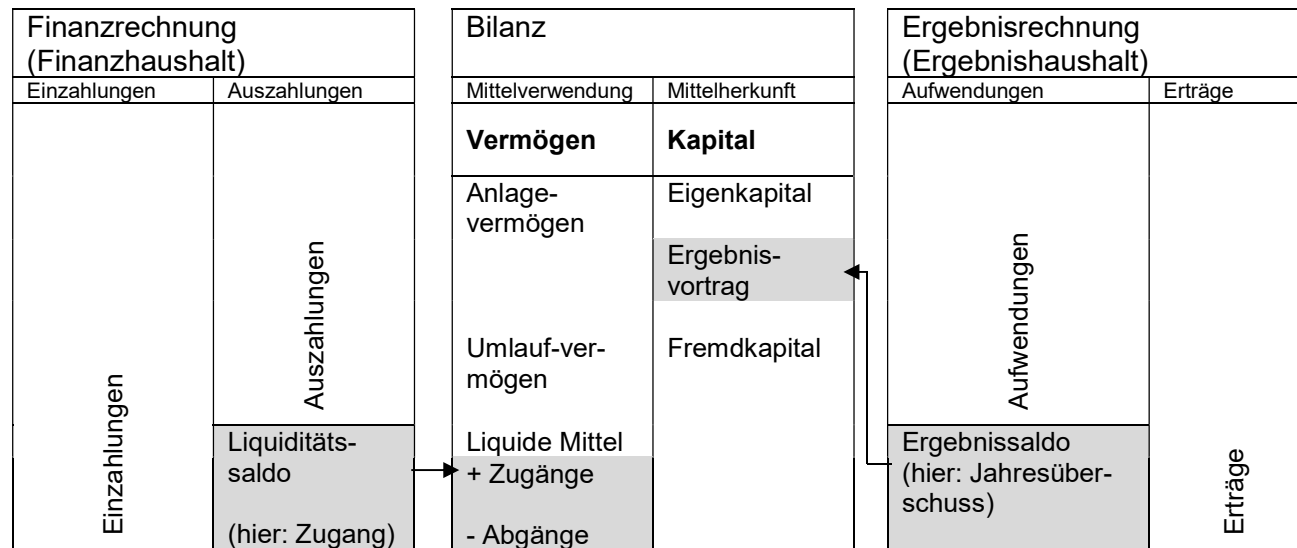 Finanzrechnung
(Finanzhaushalt)
Einzahlungen
Auszahlungen
Einzahlungen
Auszahlungen
Liquiditäts-
saldo
(hier: Zugang)
Bilanz
Mittelverwendung
Mittelherkunft
Vermögen
Kapital
Anlage-
vermögen
Eigenkapital
Ergebnis-
vortrag
Umlauf-ver-
mögen
Fremdkapital
Liquide Mittel
+ Zugänge
- Abgänge
Ergebnisrechnung
(Ergebnishaushalt)
Aufwendungen
Erträge
Aufwendungen
Ergebnissaldo
(hier: Jahresüber-
schuss)
Erträge